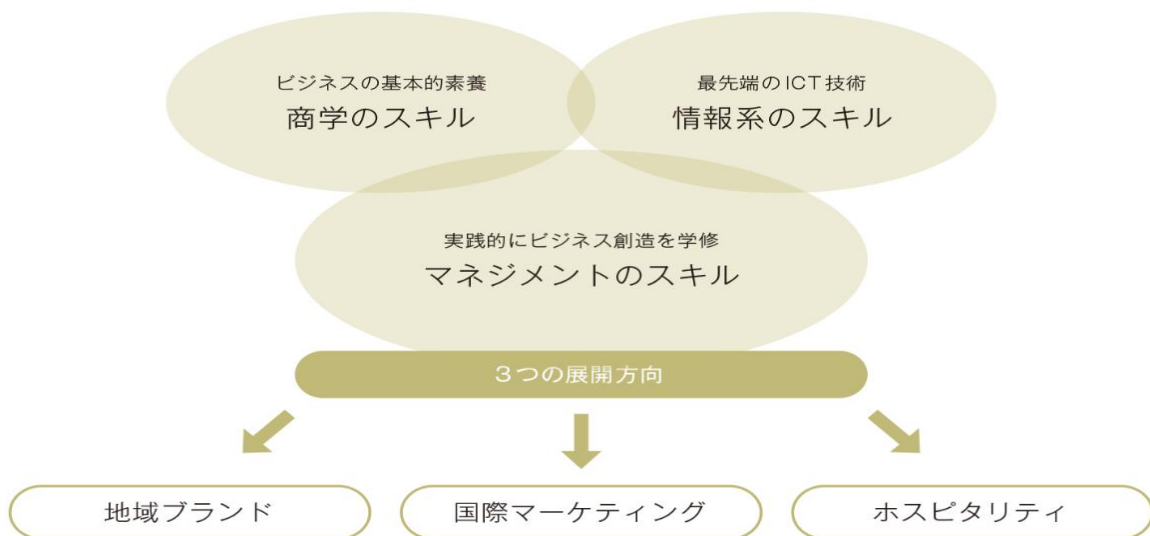 ビジネスの基本的素養
商学のスキル
最先端のICT技術
情報系のスキル
実践的にビジネス創造を学修
マネジメントのスキル
3つの展開方向
地域ブランド
国際マーケティング
ホスピタリティ